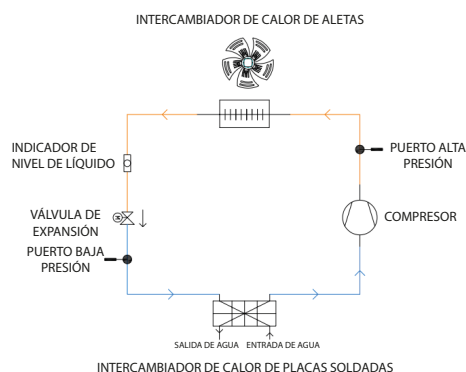 INTERCAMBIADOR DE CALOR DE ALETAS
INDICADOR DE
NIVEL DE LÍQUIDO
PUERTO ALTA
PRESIÓN
VÁLVULA DE
EXPANSIÓN
COMPRESOR
PUERTO BAJA
PRESIÓN
SALIDA DE AGUA
ENTRADA DE AGUA
INTERCAMBIADOR DE CALOR DE PLACAS SOLDADAS